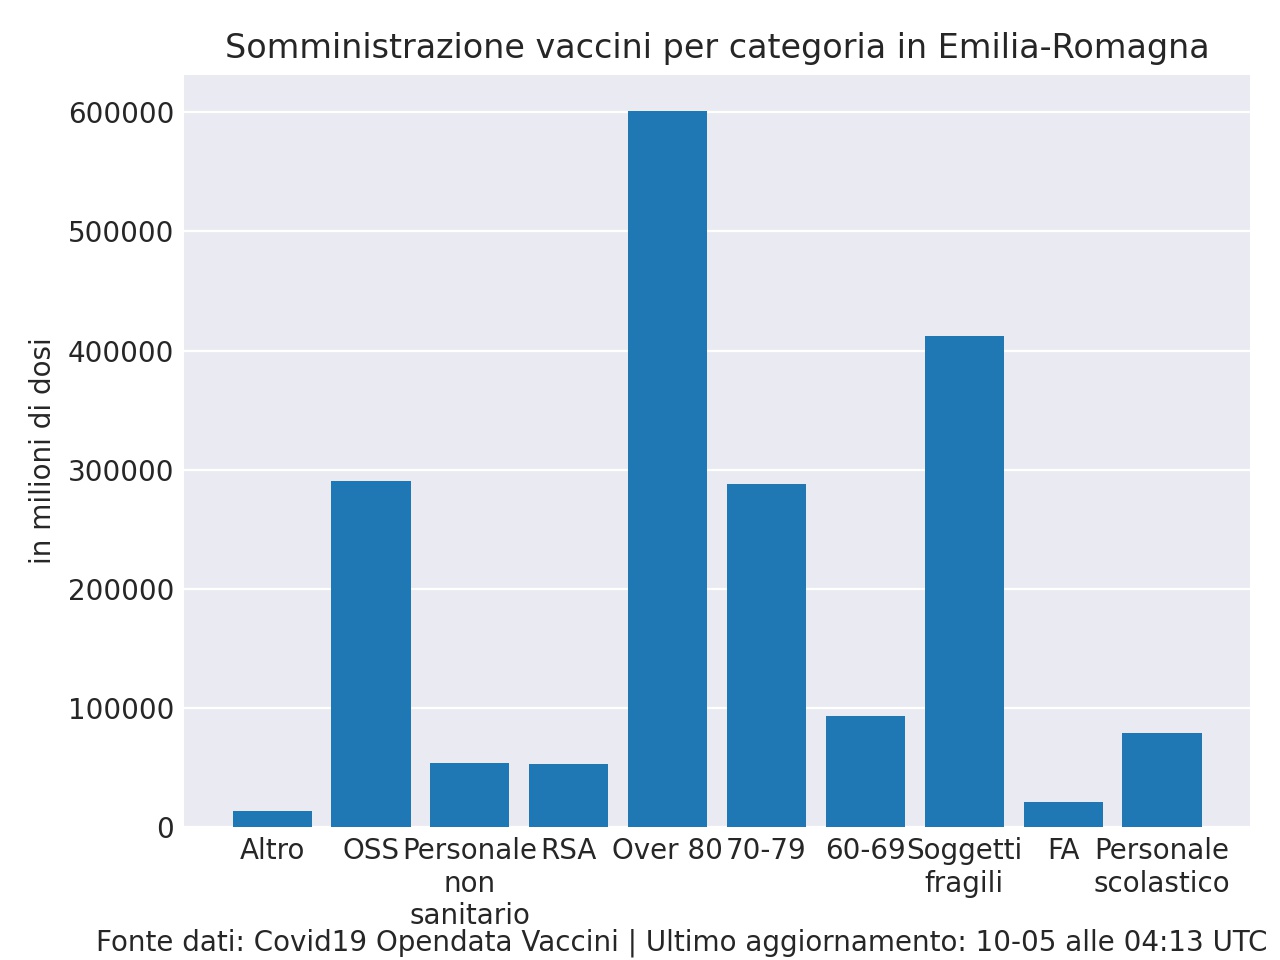 Somministrazione vaccini per categoria in Emilia-Romagna
in milioni di dosi
600000
500000
400000
300000
200000
100000
0
Altro
OSS
Personale
non
sanitario
RSA
Over 80
70-79
60-69
Soggetti
fragili
FA
Personale
scolastico
Fonte dati: Covid19 Opendata Vaccini | Ultimo aggiornamento: 10-05 alle 04:13 UTC